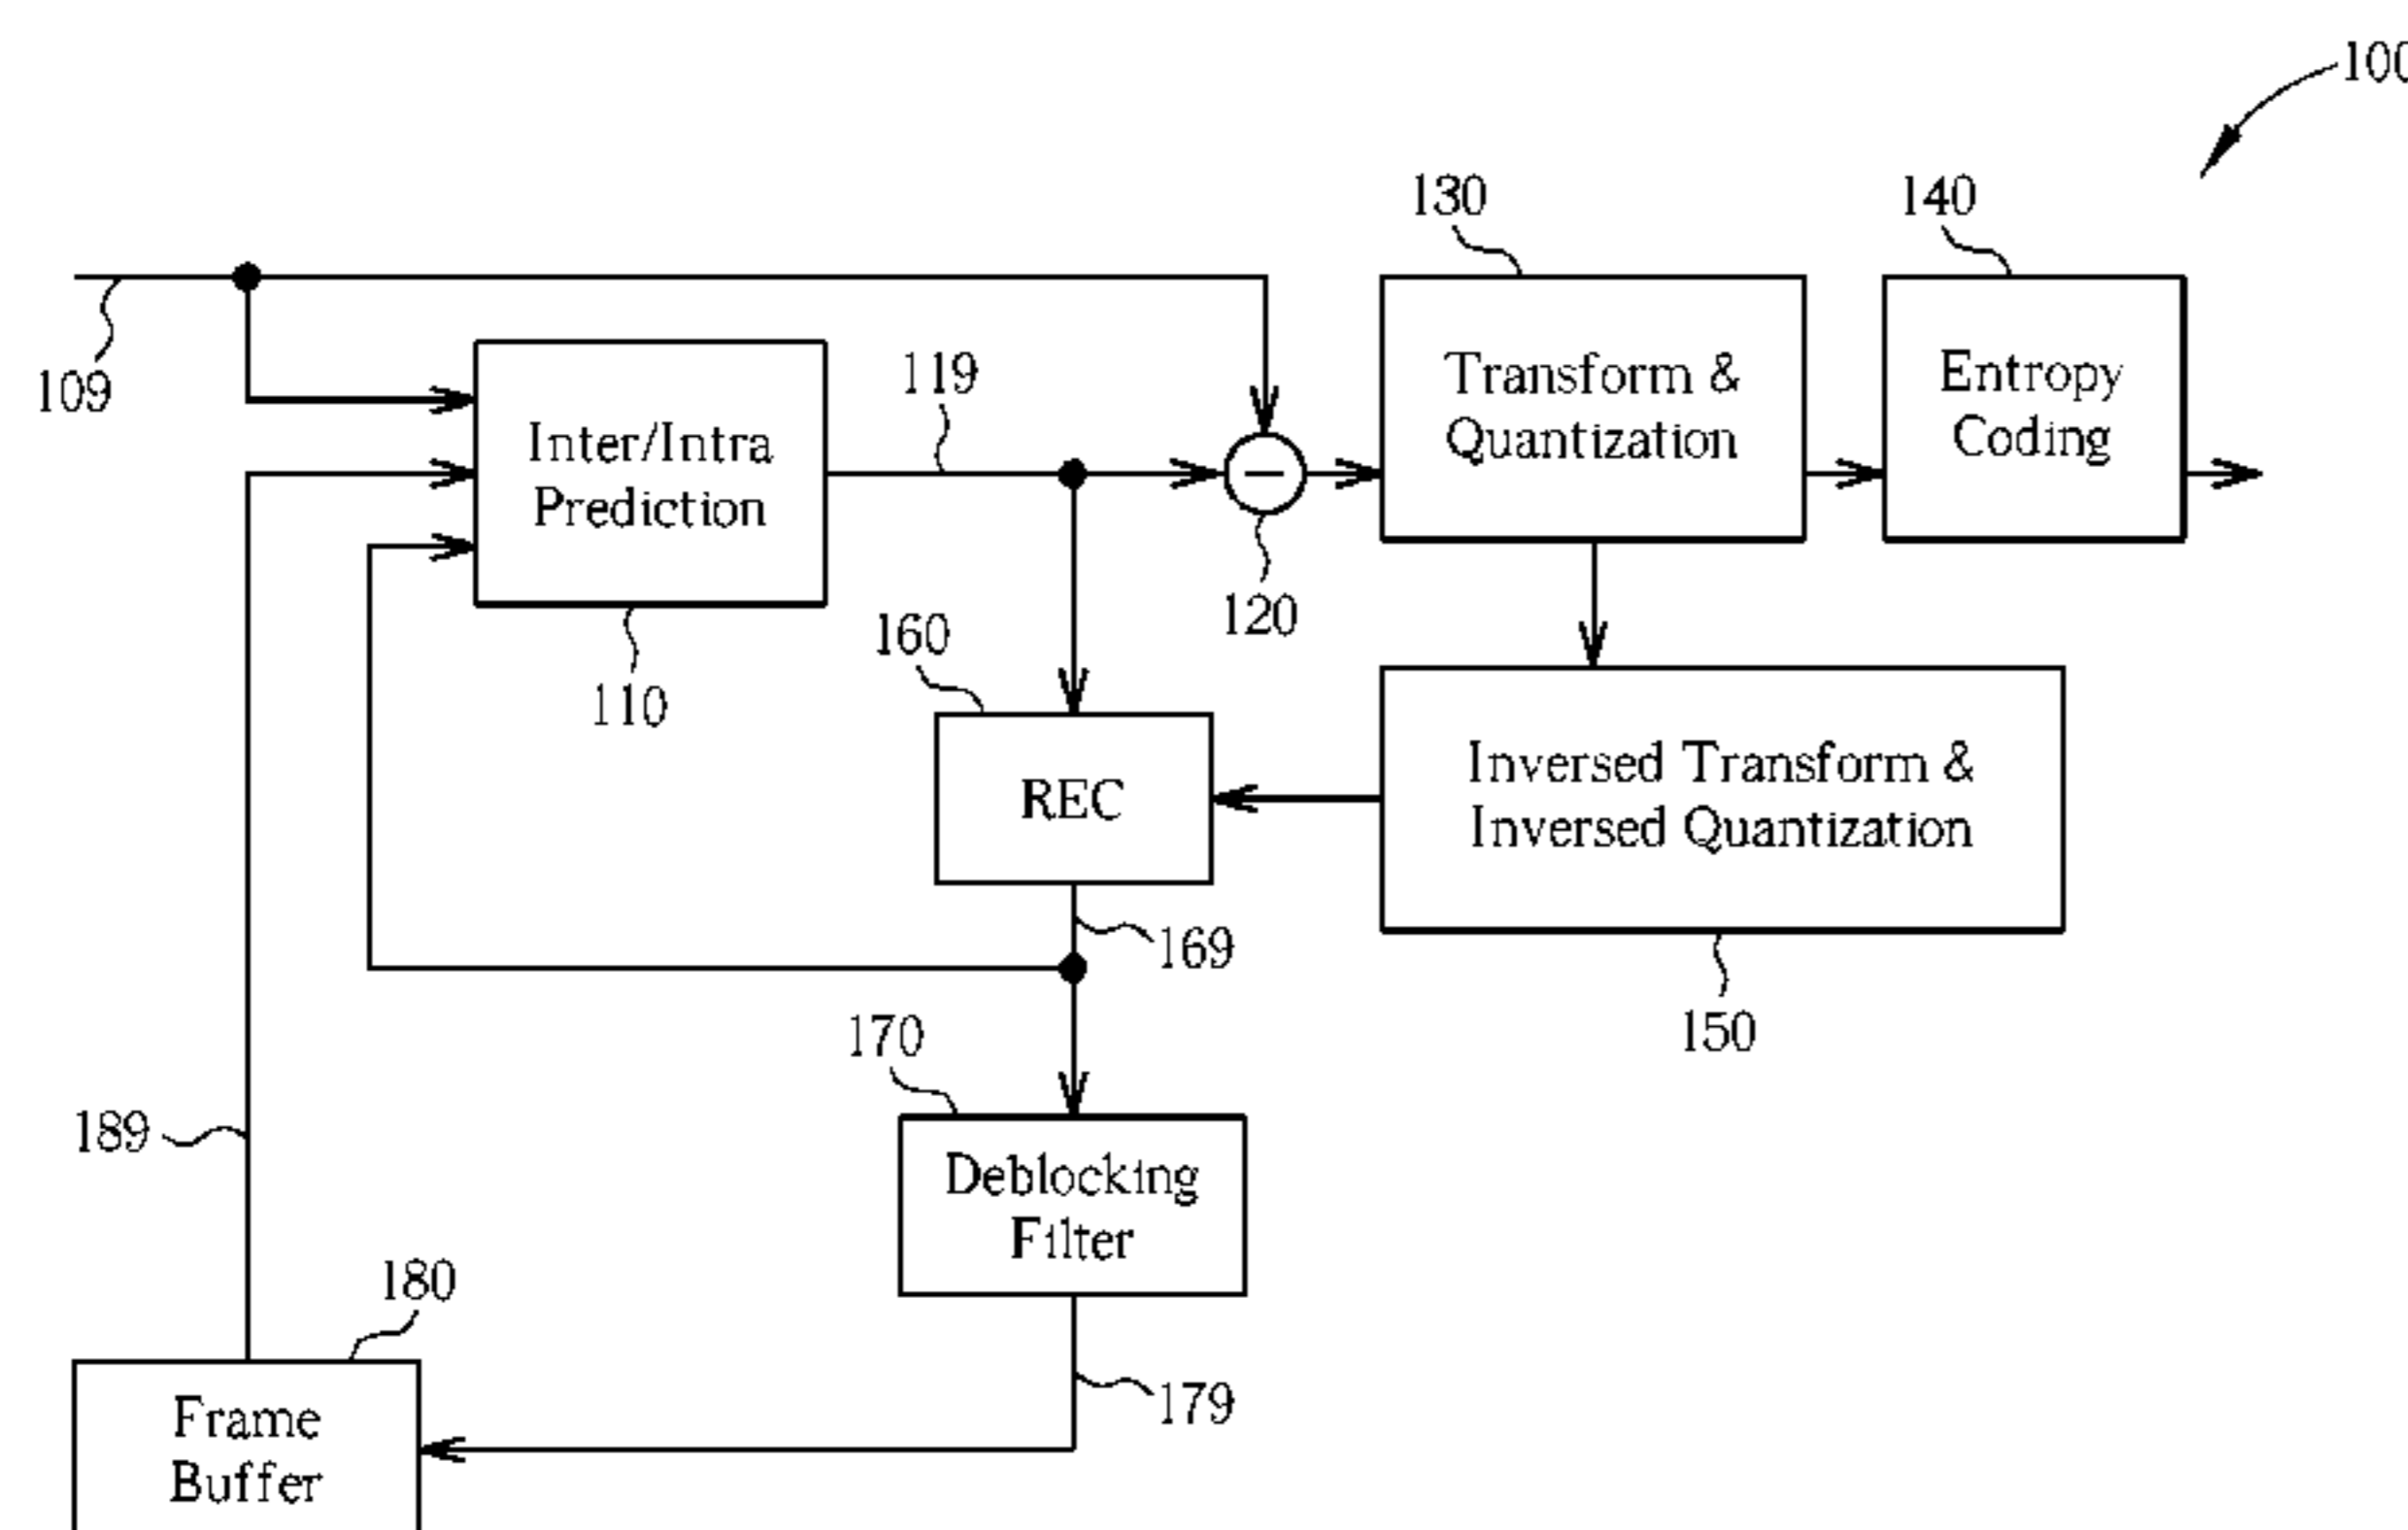 100
130
140
109
119
Inter/Intra
Prediction
Transform &
Quantization
Entropy
Coding
120
160
110
REC
Inversed Transform &
Inversed Quantization
169
150
170
189
Deblocking
Filter
180
179
Frame
Buffer